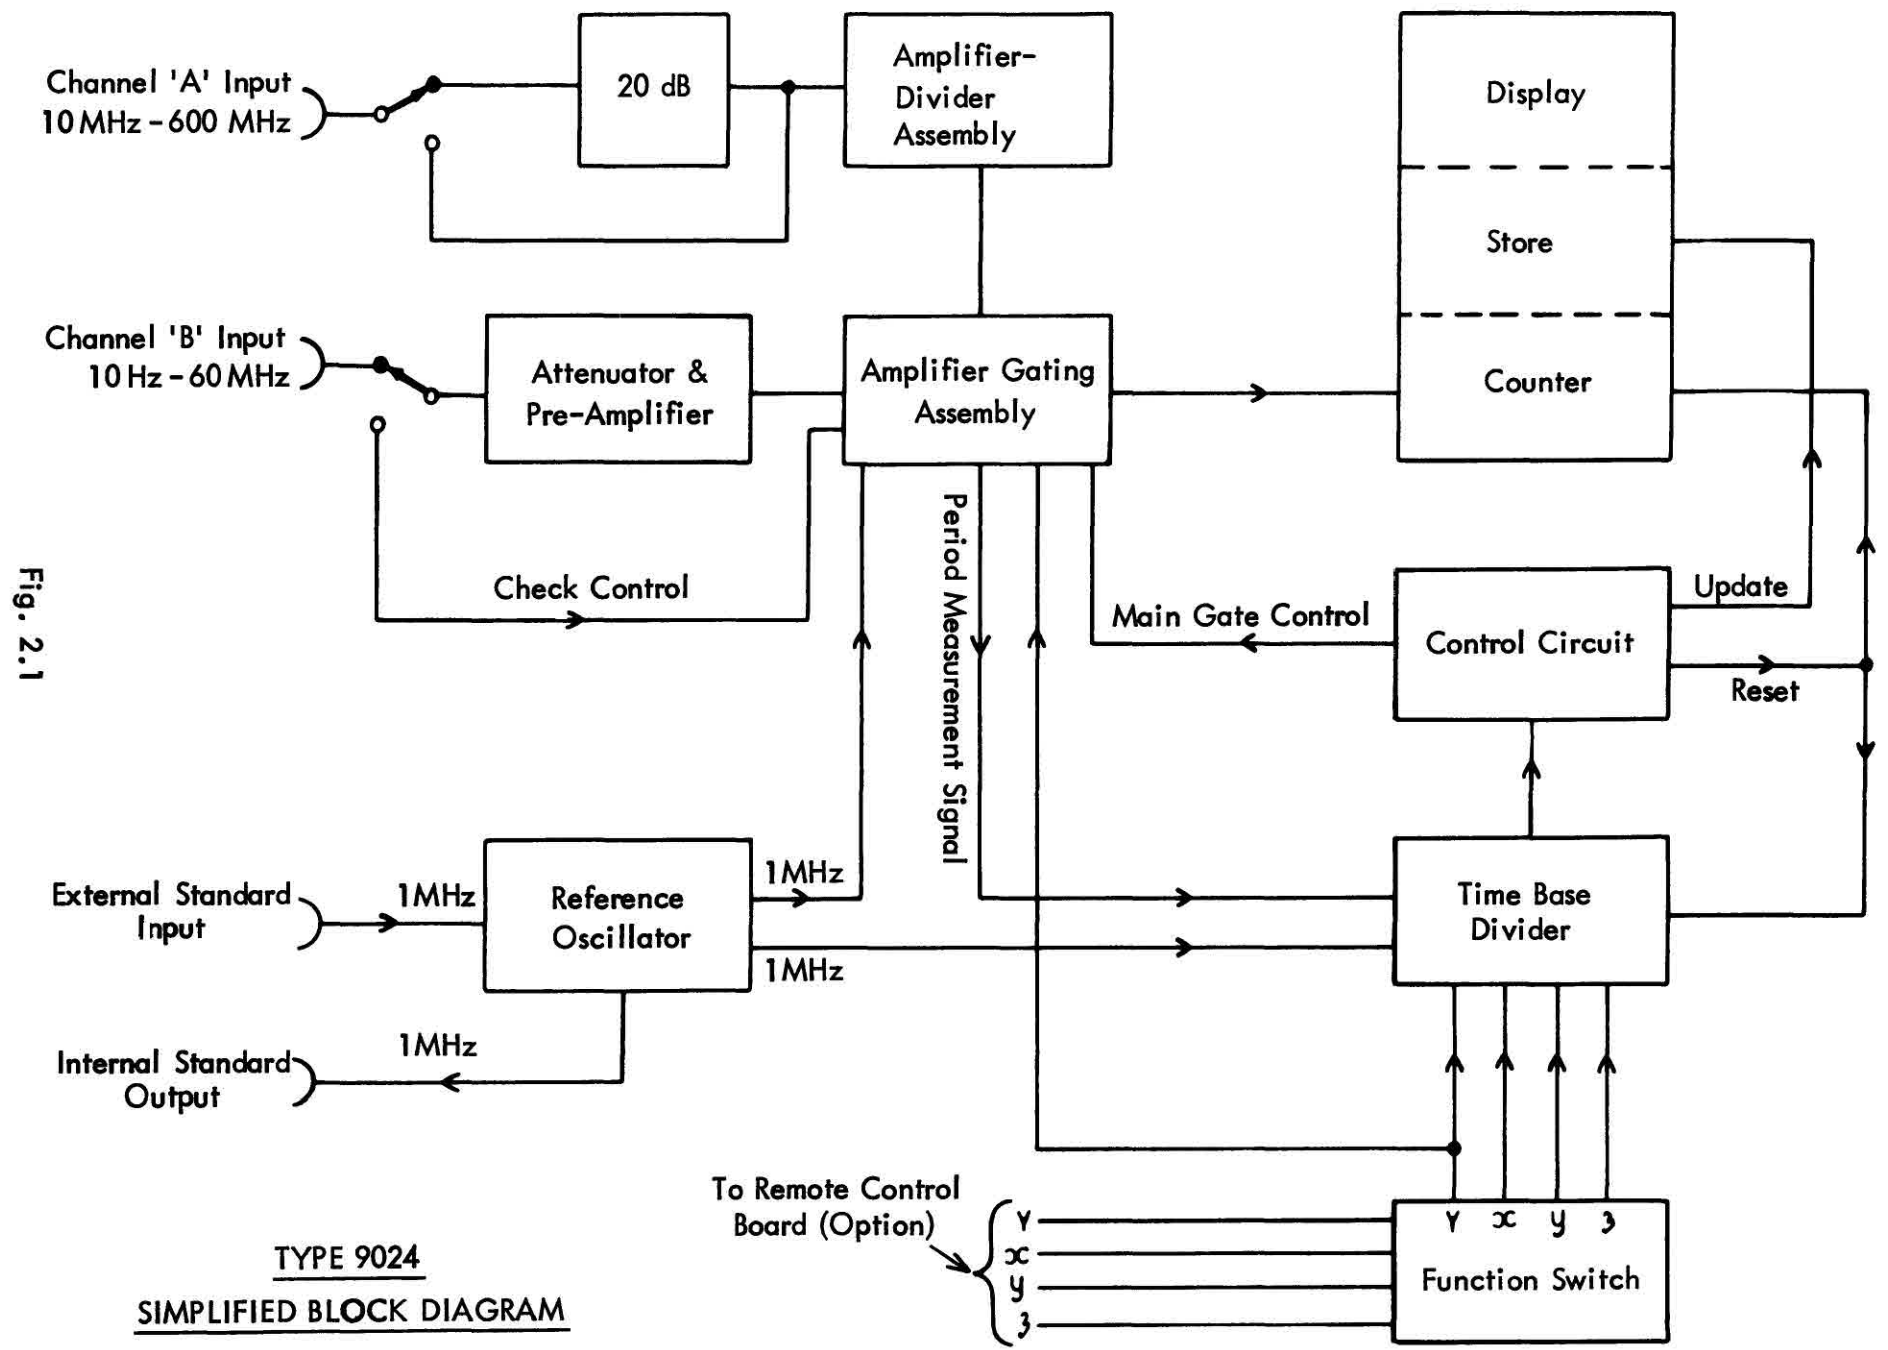 Channel 'A' Input
10 MHz - 600 MHz
20 dB
Amplifier-
Divider
Assembly
Display
Store
Counter
Channel 'B' Input
10 Hz - 60 MHz
Attenuator &
Pre-Amplifier
Amplifier Gating
Assembly
Check Control
Period Measurement Signal
Main Gate Control
Control Circuit
Update
Reset
Fig. 2.1
External Standard
Input
1MHz
Reference
Oscillator
1MHz
1MHz
Time Base
Divider
Internal Standard
Output
1MHz
To Remote Control
Board (Option)
Y
x
y
z
Y x y z
Function Switch
TYPE 9024
SIMPLIFIED BLOCK DIAGRAM